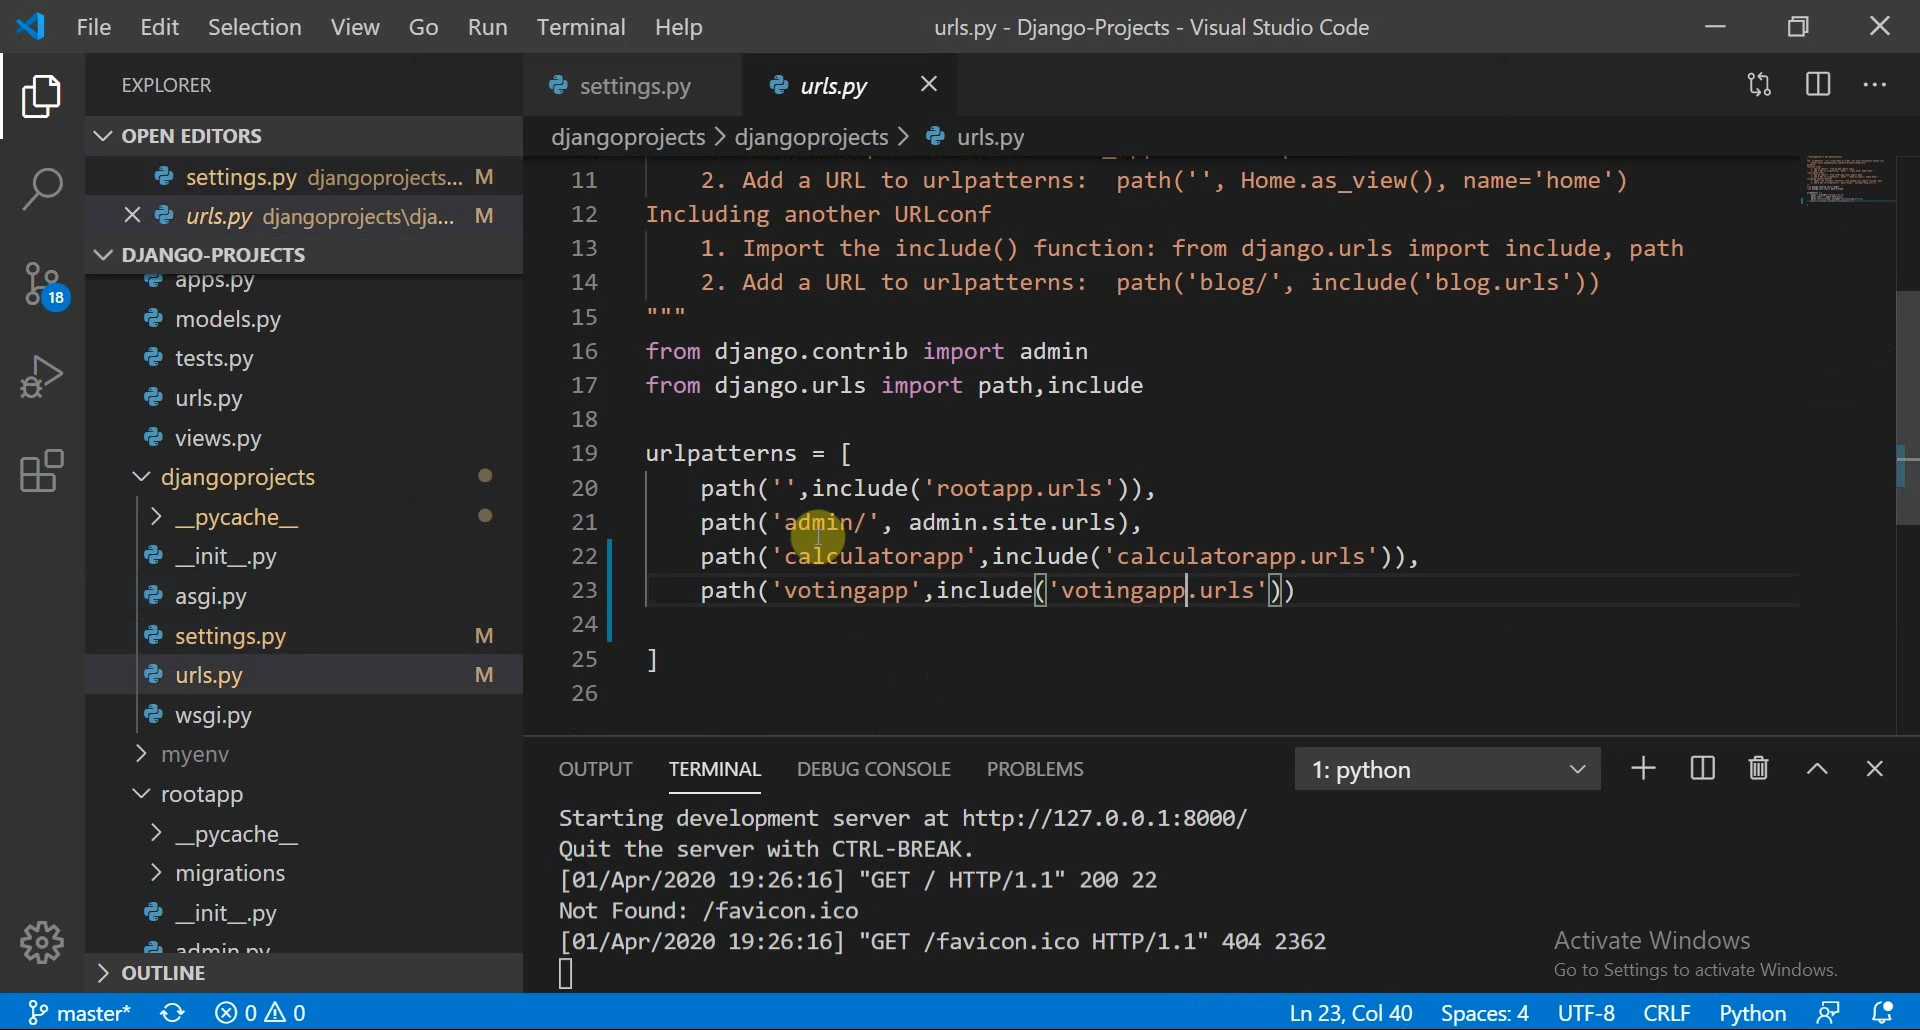 File Edit Selection View Go Run Terminal Help urls.py - Django-Projects - Visual Studio Code
EXPLORER
OPEN EDITORS
settings.py djangoprojects... M
urls.py djangoprojects\dja... M
DJANGO-PROJECTS
apps.py
models.py
tests.py
urls.py
views.py
djangoprojects
__pycache__
__init__.py
asgi.py
settings.py M
urls.py M
wsgi.py
myenv
rootapp
__pycache__
migrations
__init__.py
admin.py
OUTLINE
18
settings.py urls.py
djangoprojects > djangoprojects > urls.py
11 2. Add a URL to urlpatterns:  path('', Home.as_view(), name='home')
12 Including another URLconf
13 1. Import the include() function: from django.urls import include, path
14 2. Add a URL to urlpatterns:  path('blog/', include('blog.urls'))
15 """
16 from django.contrib import admin
17 from django.urls import path,include
18
19 urlpatterns = [
20 path('',include('rootapp.urls')),
21 path('admin/', admin.site.urls),
22 path('calculatorapp',include('calculatorapp.urls')),
23 path('votingapp',include('votingapp.urls'))
24
25 ]
26
OUTPUT TERMINAL DEBUG CONSOLE PROBLEMS 1: python
Starting development server at http://127.0.0.1:8000/
Quit the server with CTRL-BREAK.
[01/Apr/2020 19:26:16] "GET / HTTP/1.1" 200 22
Not Found: /favicon.ico
[01/Apr/2020 19:26:16] "GET /favicon.ico HTTP/1.1" 404 2362
Activate Windows
Go to Settings to activate Windows.
master* 0 0 Ln 23, Col 40 Spaces: 4 UTF-8 CRLF Python